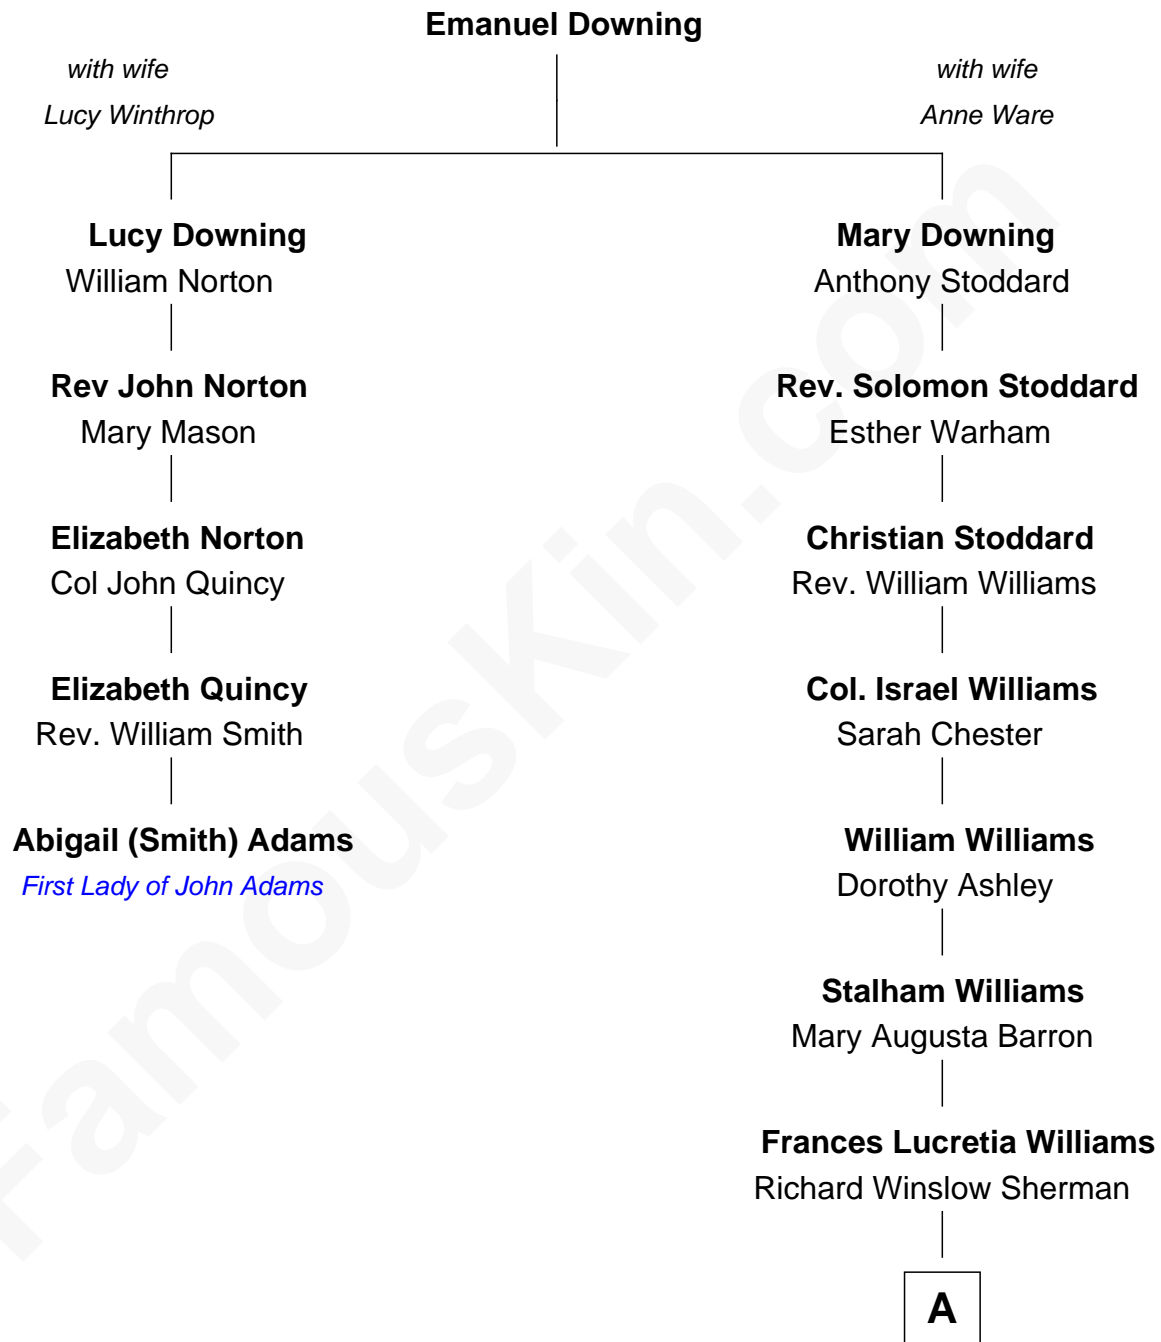 Emanuel Downing
with wife
Lucy Winthrop
with wife
Anne Ware
Lucy Downing
William Norton
Mary Downing
Anthony Stoddard
Rev John Norton
Mary Mason
Rev. Solomon Stoddard
Esther Warham
Elizabeth Norton
Col John Quincy
Christian Stoddard
Rev. William Williams
Elizabeth Quincy
Rev. William Smith
Col. Israel Williams
Sarah Chester
Abigail (Smith) Adams
First Lady of John Adams
William Williams
Dorothy Ashley
Stalham Williams
Mary Augusta Barron
Frances Lucretia Williams
Richard Winslow Sherman
A
FamousKin.com